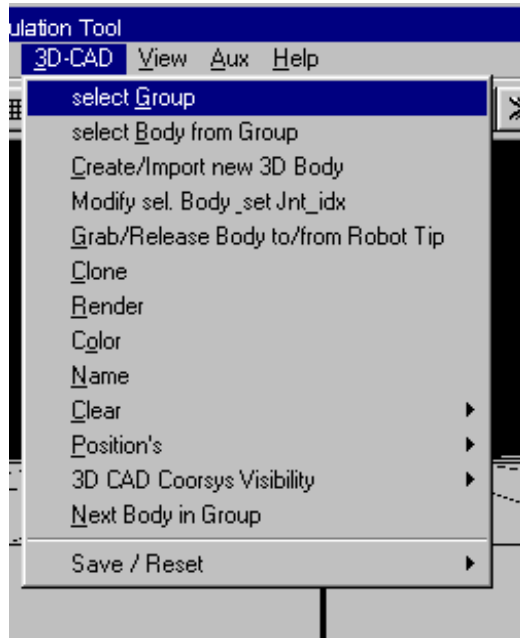 ulation Tool
3D-CAD View Aux Help
select Group
select Body from Group
Create/Import new 3D Body
Modify sel. Body _set Jnt_idx
Grab/Release Body to/from Robot Tip
Clone
Render
Color
Name
Clear
Position's
3D CAD Coorsys Visibility
Next Body in Group
Save / Reset